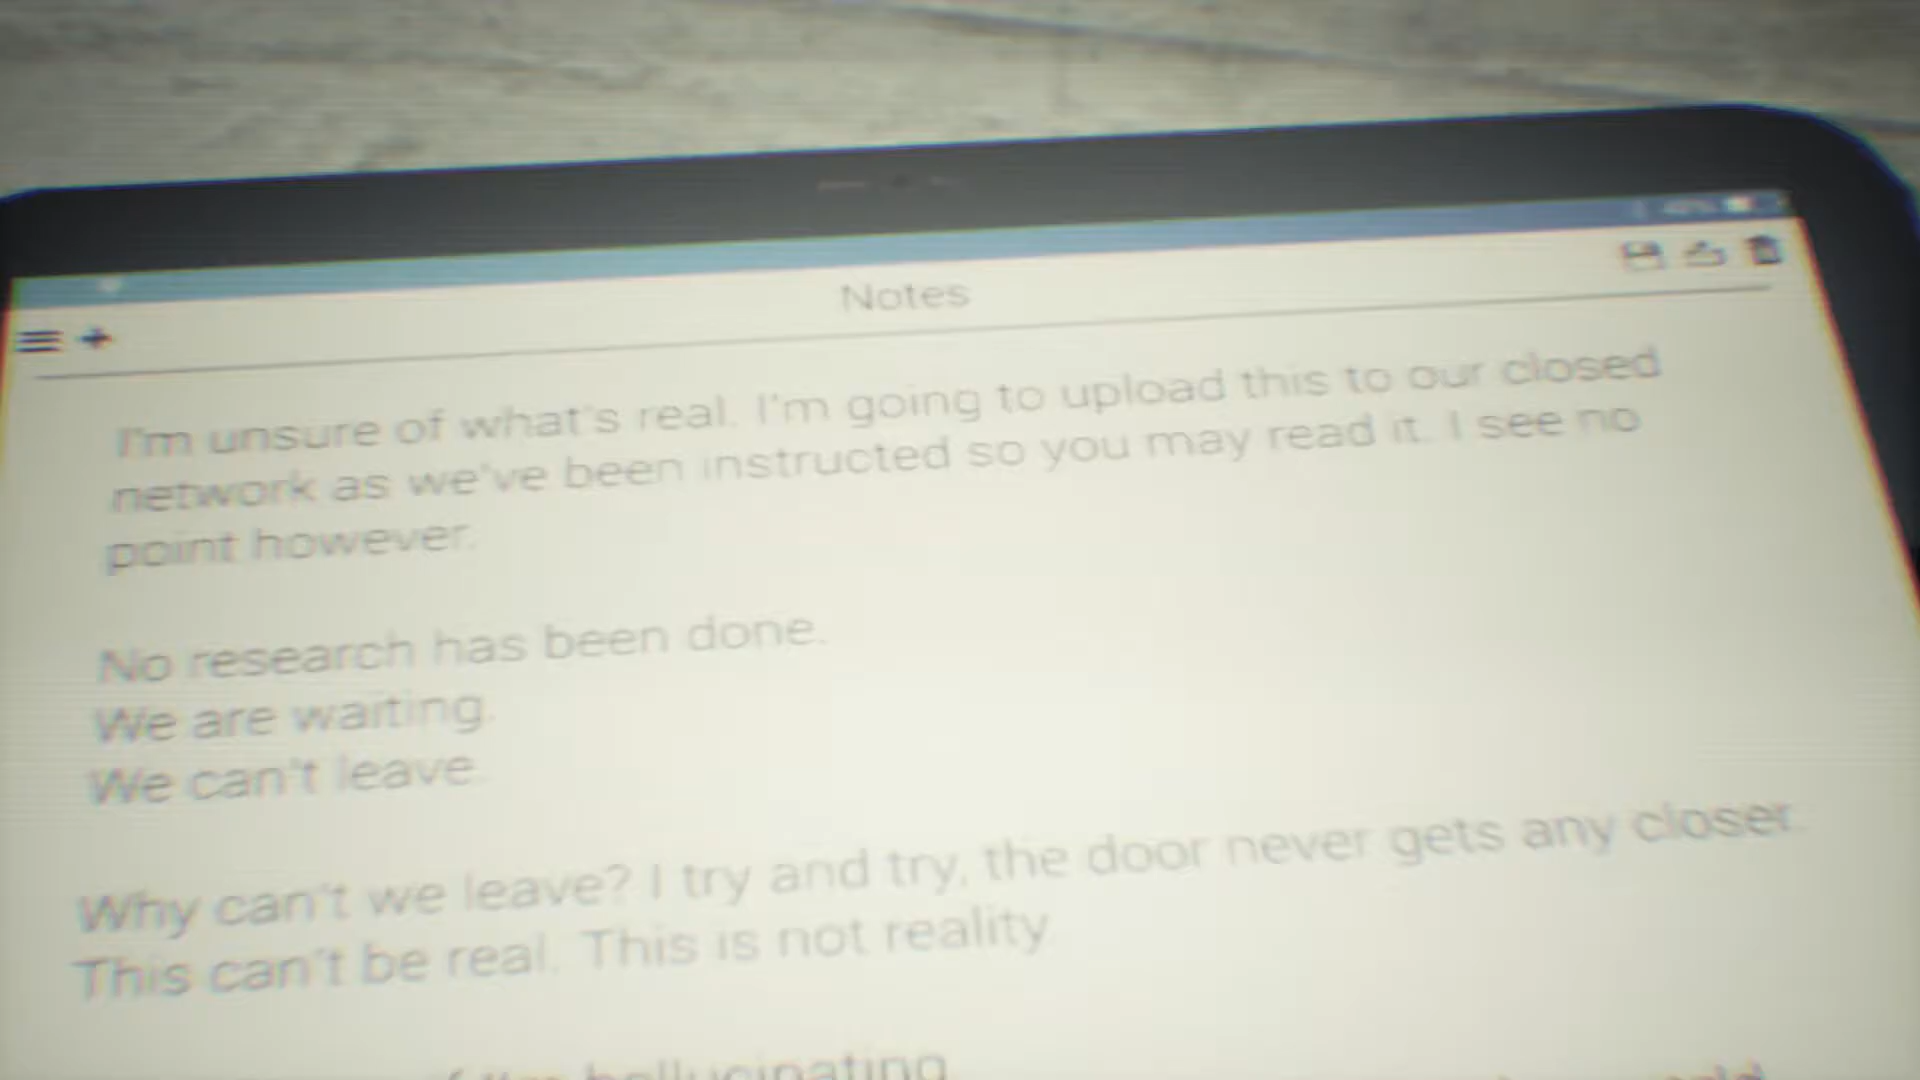 Notes
I'm unsure of what's real. I'm going to upload this to our closed
network as we've been instructed so you may read it. I see no
point however.
No research has been done.
We are waiting.
We can't leave.
Why can't we leave? I try and try, the door never gets any closer.
This can't be real. This is not reality.
I'm hallucinating